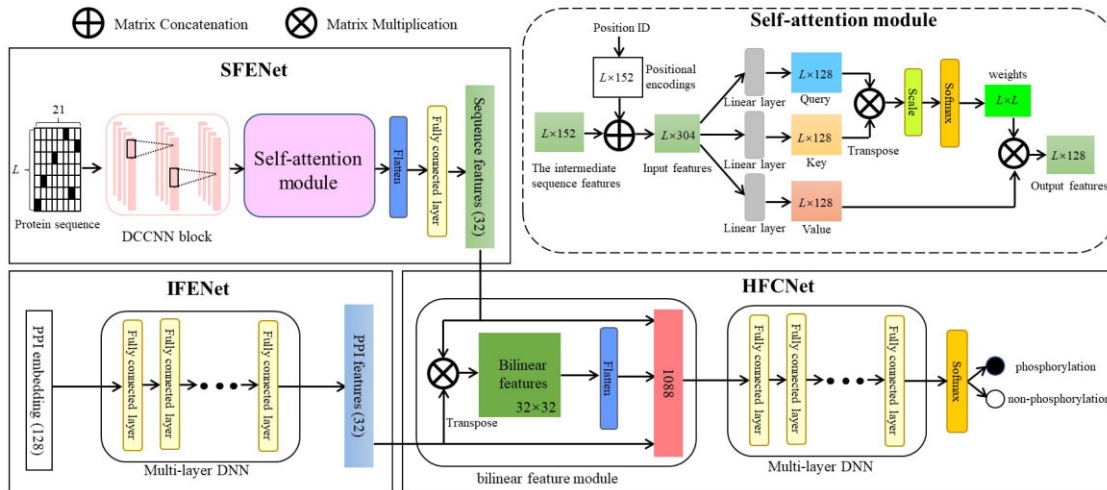 Matrix Concatenation
Matrix Multiplication
SFENet
21
L
Protein sequence
DCCNN block
Self-attention
module
Flatten
Fully connected layer
Sequence features (32)
Self-attention module
Position ID
L×152
Positional
encodings
L×152
The intermediate
sequence features
L×304
Input features
Linear layer
L×128
Query
Linear layer
L×128
Key
Linear layer
L×128
Value
Transpose
Scale
Softmax
weights
L×L
L×128
Output features
IFENet
PPI embedding (128)
Fully connected layer
Fully connected layer
Fully connected layer
Multi-layer DNN
PPI features (32)
HFCNet
Transpose
Bilinear
features
32×32
Flatten
1088
bilinear feature module
Fully connected layer
Fully connected layer
Fully connected layer
Multi-layer DNN
Softmax
phosphorylation
non-phosphorylation